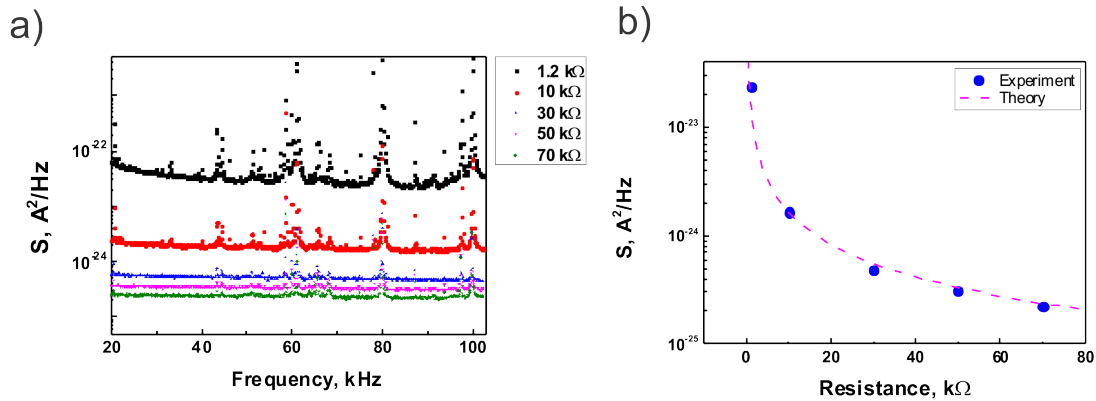 a)
S, A²/Hz
10⁻²²
10⁻²⁴
20
40
60
80
100
Frequency, kHz
1.2 kΩ
10 kΩ
30 kΩ
50 kΩ
70 kΩ
b)
S, A²/Hz
10⁻²³
10⁻²⁴
10⁻²⁵
0
20
40
60
80
Resistance, kΩ
Experiment
Theory